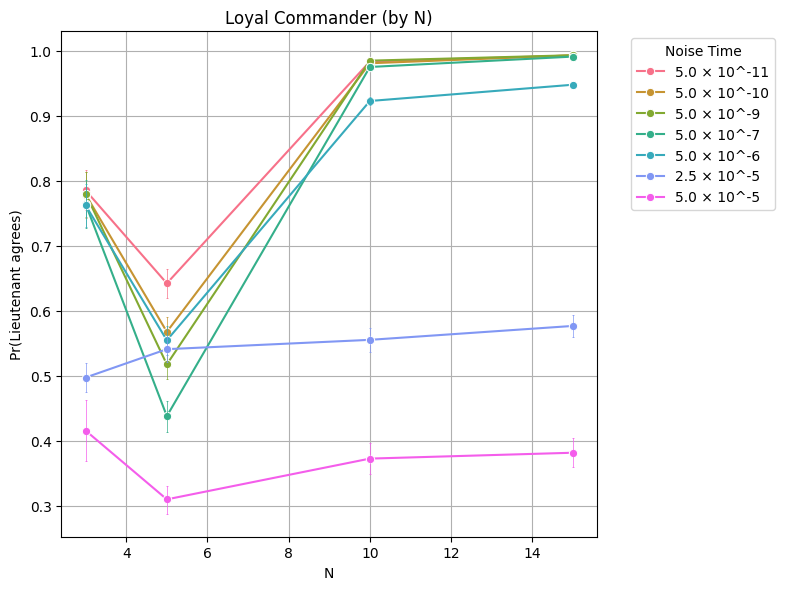 Loyal Commander (by N)
Pr(Lieutenant agrees)
1.0
0.9
0.8
0.7
0.6
0.5
0.4
0.3
4
6
8
10
12
14
N
Noise Time
5.0 × 10^-11
5.0 × 10^-10
5.0 × 10^-9
5.0 × 10^-7
5.0 × 10^-6
2.5 × 10^-5
5.0 × 10^-5